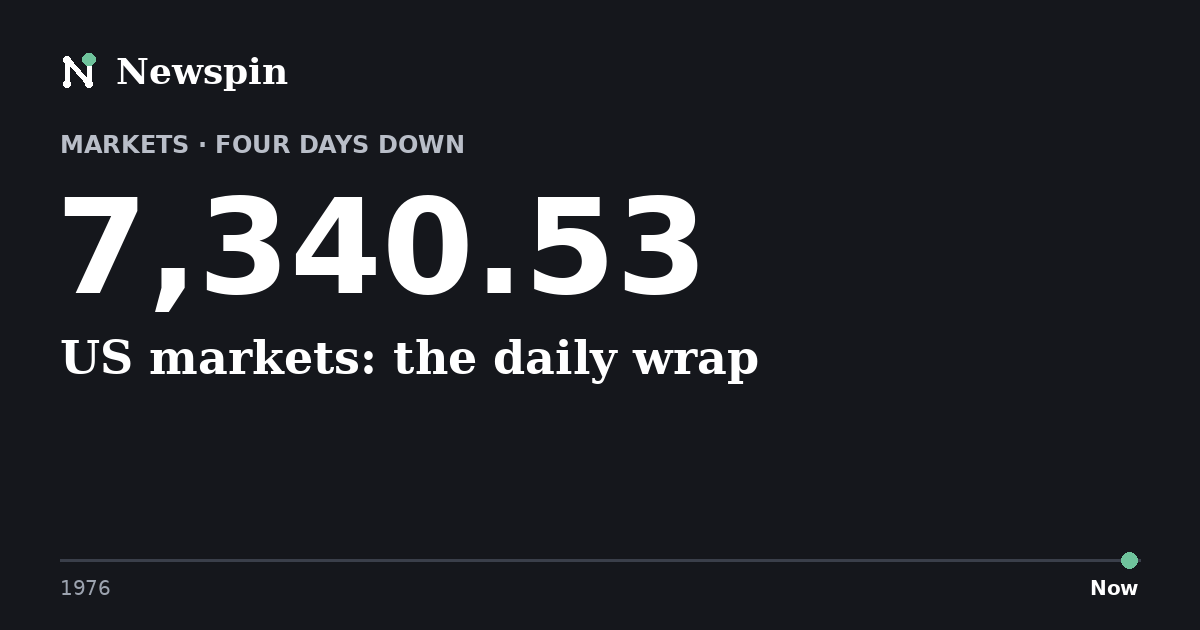 Newspin
MARKETS · FOUR DAYS DOWN
7,340.53
US markets: the daily wrap
1976
Now